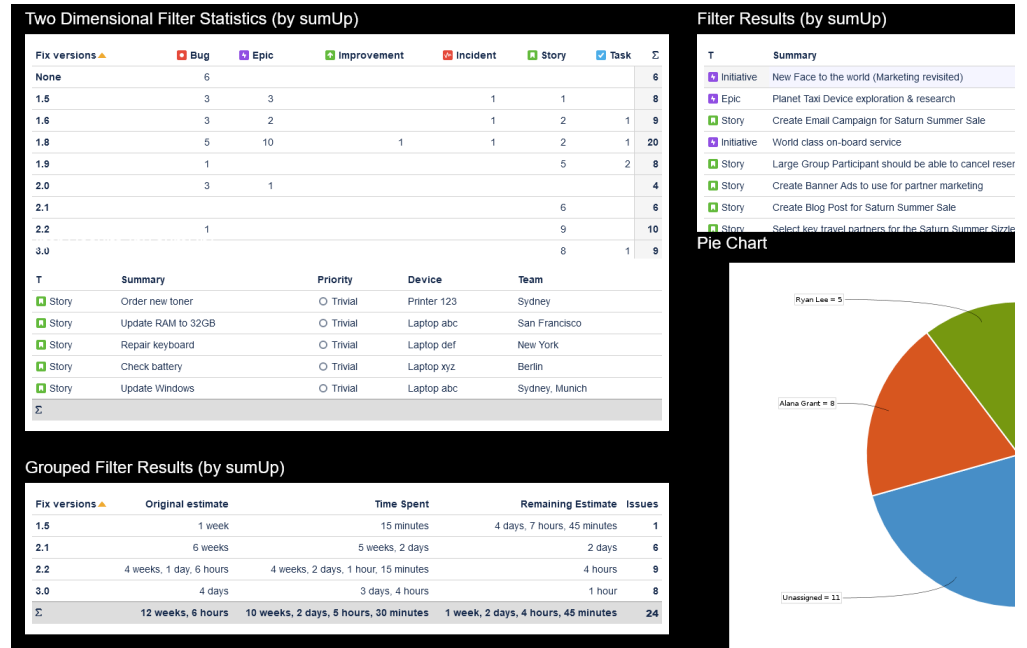 Two Dimensional Filter Statistics (by sumUp)
Fix versions Bug Epic Improvement Incident Story Task Σ
None 6 6
1.5 3 3 1 1 8
1.6 3 2 1 2 1 9
1.8 5 10 1 1 2 1 20
1.9 1 5 2 8
2.0 3 1 4
2.1 6 6
2.2 1 9 10
3.0 8 1 9
T Summary Priority Device Team
Story Order new toner Trivial Printer 123 Sydney
Story Update RAM to 32GB Trivial Laptop abc San Francisco
Story Repair keyboard Trivial Laptop def New York
Story Check battery Trivial Laptop xyz Berlin
Story Update Windows Trivial Laptop abc Sydney, Munich
Σ
Grouped Filter Results (by sumUp)
Fix versions Original estimate Time Spent Remaining Estimate Issues
1.5 1 week 15 minutes 4 days, 7 hours, 45 minutes 1
2.1 6 weeks 5 weeks, 2 days 2 days 6
2.2 4 weeks, 1 day, 6 hours 4 weeks, 2 days, 1 hour, 15 minutes 4 hours 9
3.0 4 days 3 days, 4 hours 1 hour 8
Σ 12 weeks, 6 hours 10 weeks, 2 days, 5 hours, 30 minutes 1 week, 2 days, 4 hours, 45 minutes 24
Filter Results (by sumUp)
T Summary
Initiative New Face to the world (Marketing revisited)
Epic Planet Taxi Device exploration & research
Story Create Email Campaign for Saturn Summer Sale
Initiative World class on-board service
Story Large Group Participant should be able to cancel reser
Story Create Banner Ads to use for partner marketing
Story Create Blog Post for Saturn Summer Sale
Story Select key travel partners for the Saturn Summer Sizzle
Pie Chart
Ryan Lee = 5
Alana Grant = 8
Unassigned = 11